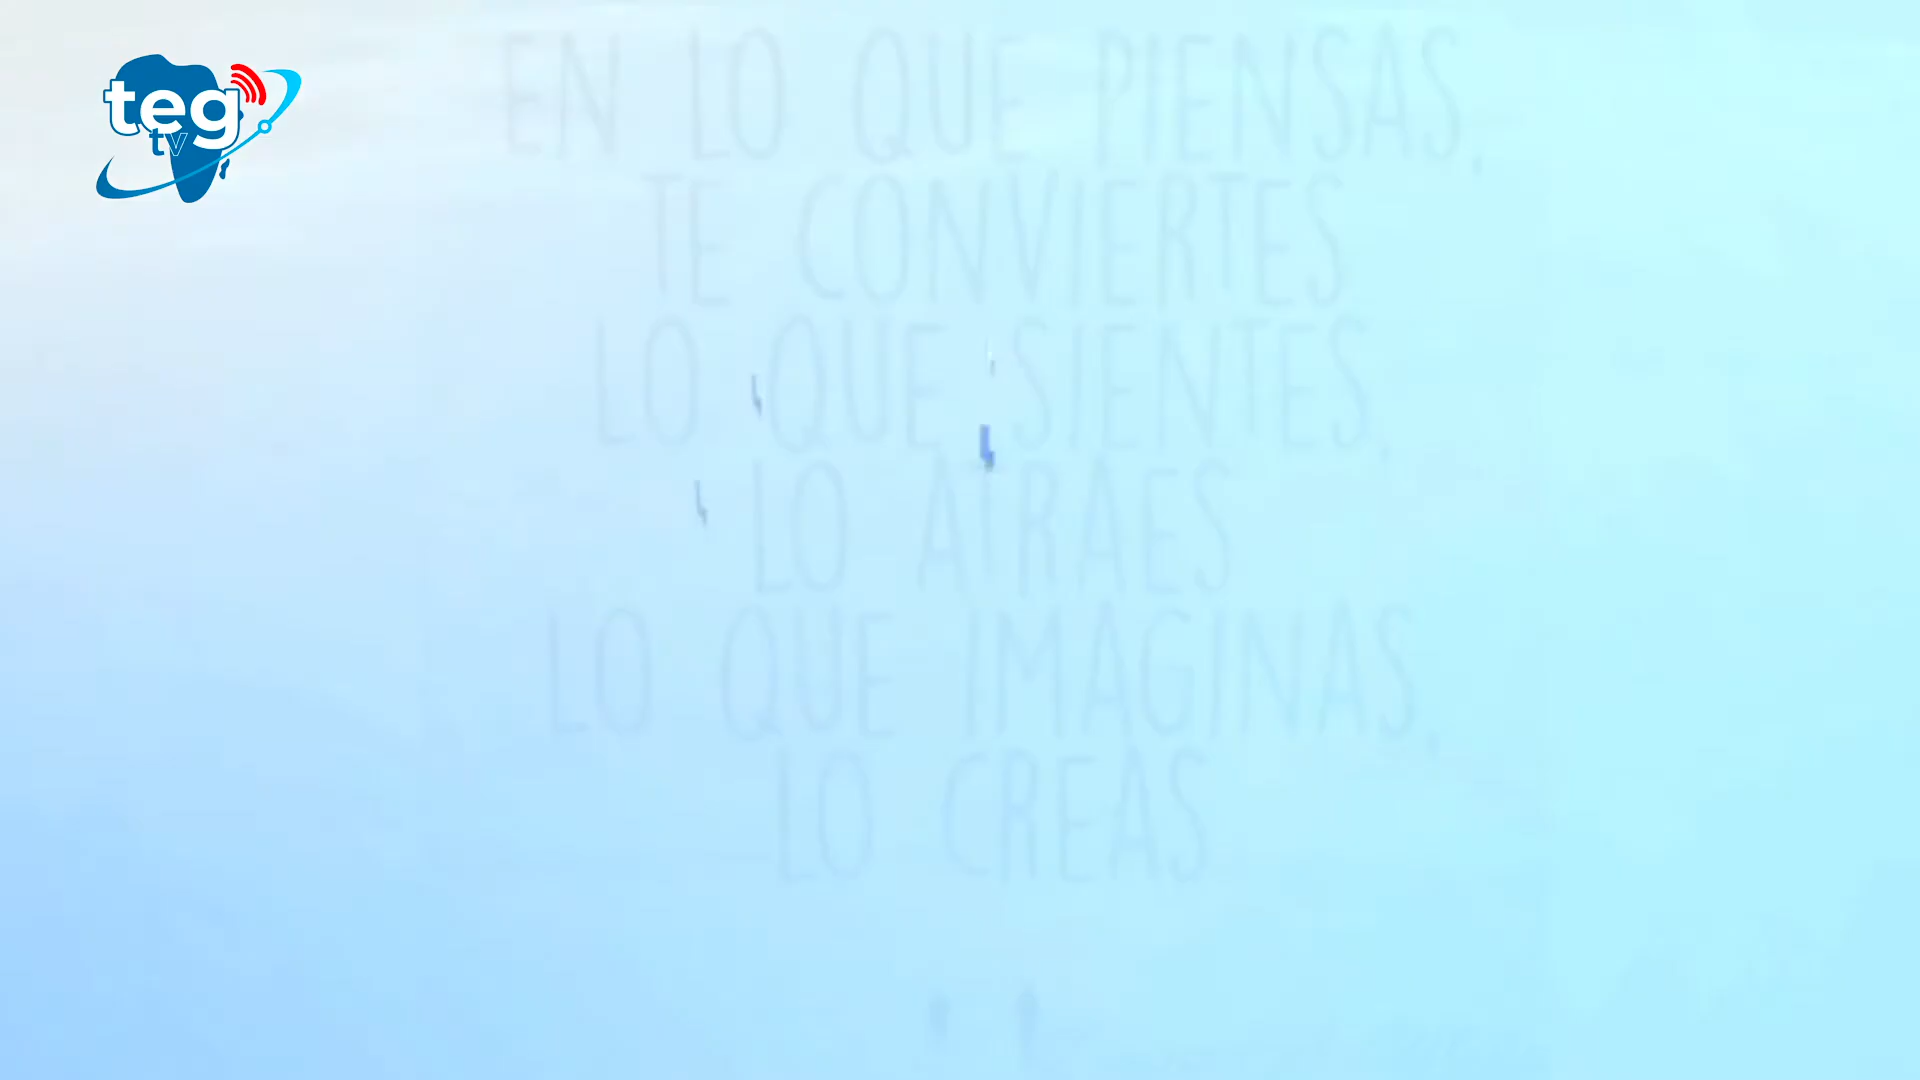 teg
tv
EN LO QUE PIENSAS,
TE CONVIERTES
LO QUE SIENTES,
LO ATRAES
LO QUE IMAGINAS,
LO CREAS